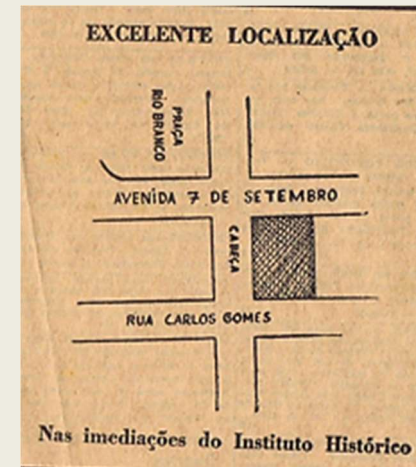 EXCELENTE LOCALIZAÇÃO
PRAÇA
RIO BRANCO
AVENIDA 7 DE SETEMBRO
CABEÇA
RUA CARLOS GOMES
Nas imediações do Instituto Histórico